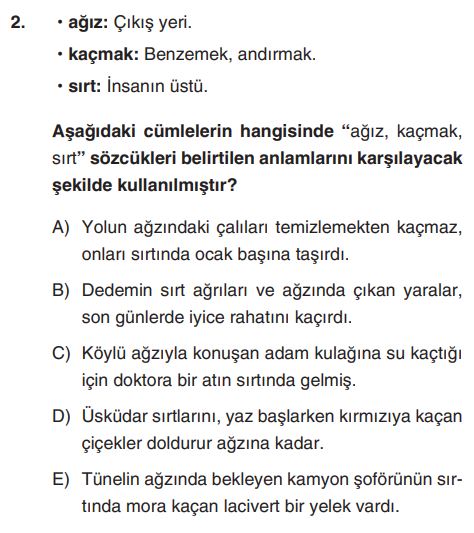 2. • ağız: Çıkış yeri.
• kaçmak: Benzemek, andırmak.
• sırt: İnsanın üstü.
Aşağıdaki cümlelerin hangisinde “ağız, kaçmak,
sırt” sözcükleri belirtilen anlamlarını karşılayacak
şekilde kullanılmıştır?
A) Yolun ağzındaki çalıları temizlemekten kaçmaz,
onları sırtında ocak başına taşırdı.
B) Dedemin sırt ağrıları ve ağzında çıkan yaralar,
son günlerde iyice rahatını kaçırdı.
C) Köylü ağzıyla konuşan adam kulağına su kaçtığı
için doktora bir atın sırtında gelmiş.
D) Üsküdar sırtlarını, yaz başlarken kırmızıya kaçan
çiçekler doldurur ağzına kadar.
E) Tünelin ağzında bekleyen kamyon şoförünün sır-
tında mora kaçan lacivert bir yelek vardı.